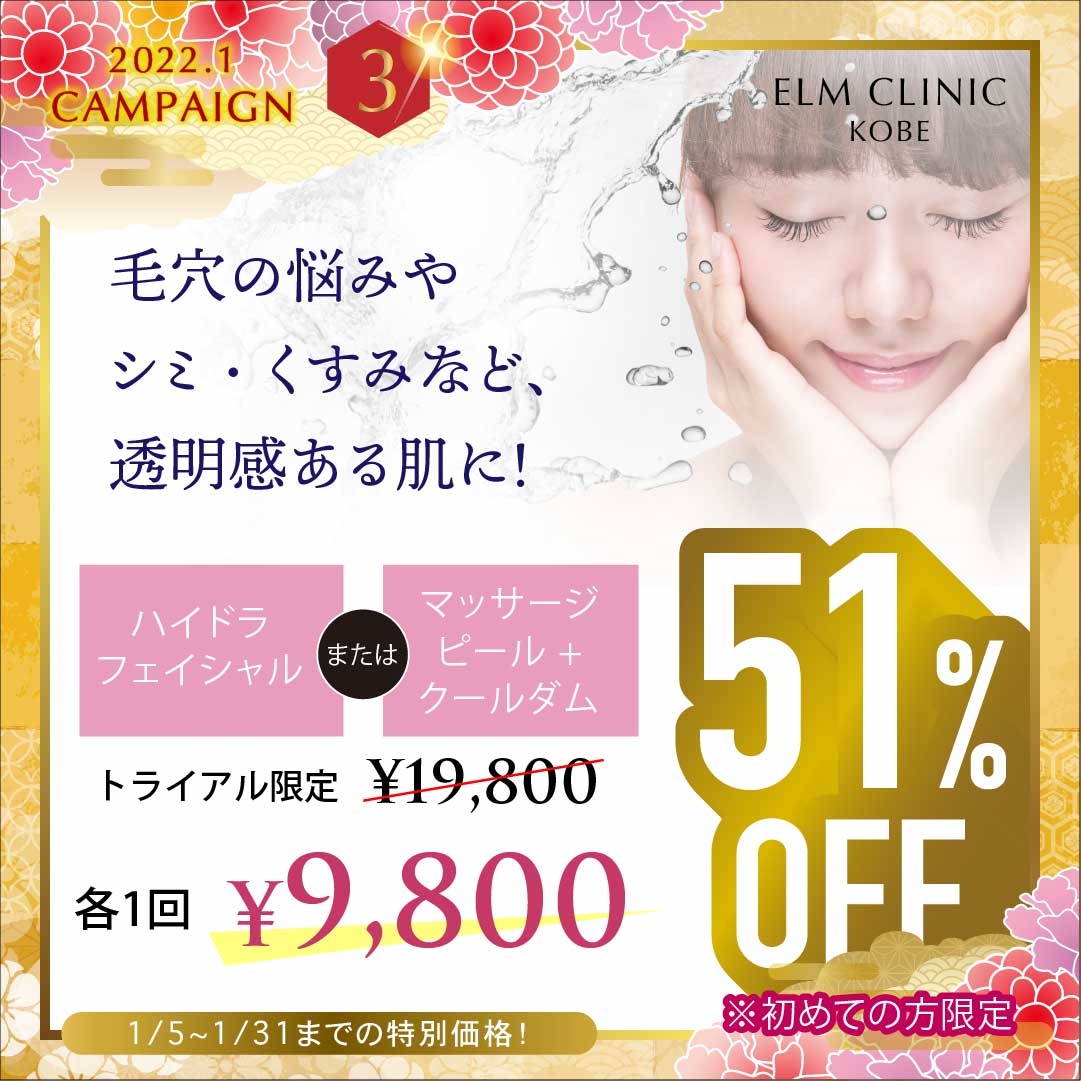 2022.1
CAMPAIGN
3
ELM CLINIC
KOBE
毛穴の悩みや
シミ・くすみなど、
透明感ある肌に!
ハイドラ
フェイシャル
または
マッサージ
ピール +
クールダム
51%
OFF
トライアル限定 ¥19,800
各1回 ¥9,800
※初めての方限定
1/5~1/31までの特別価格!